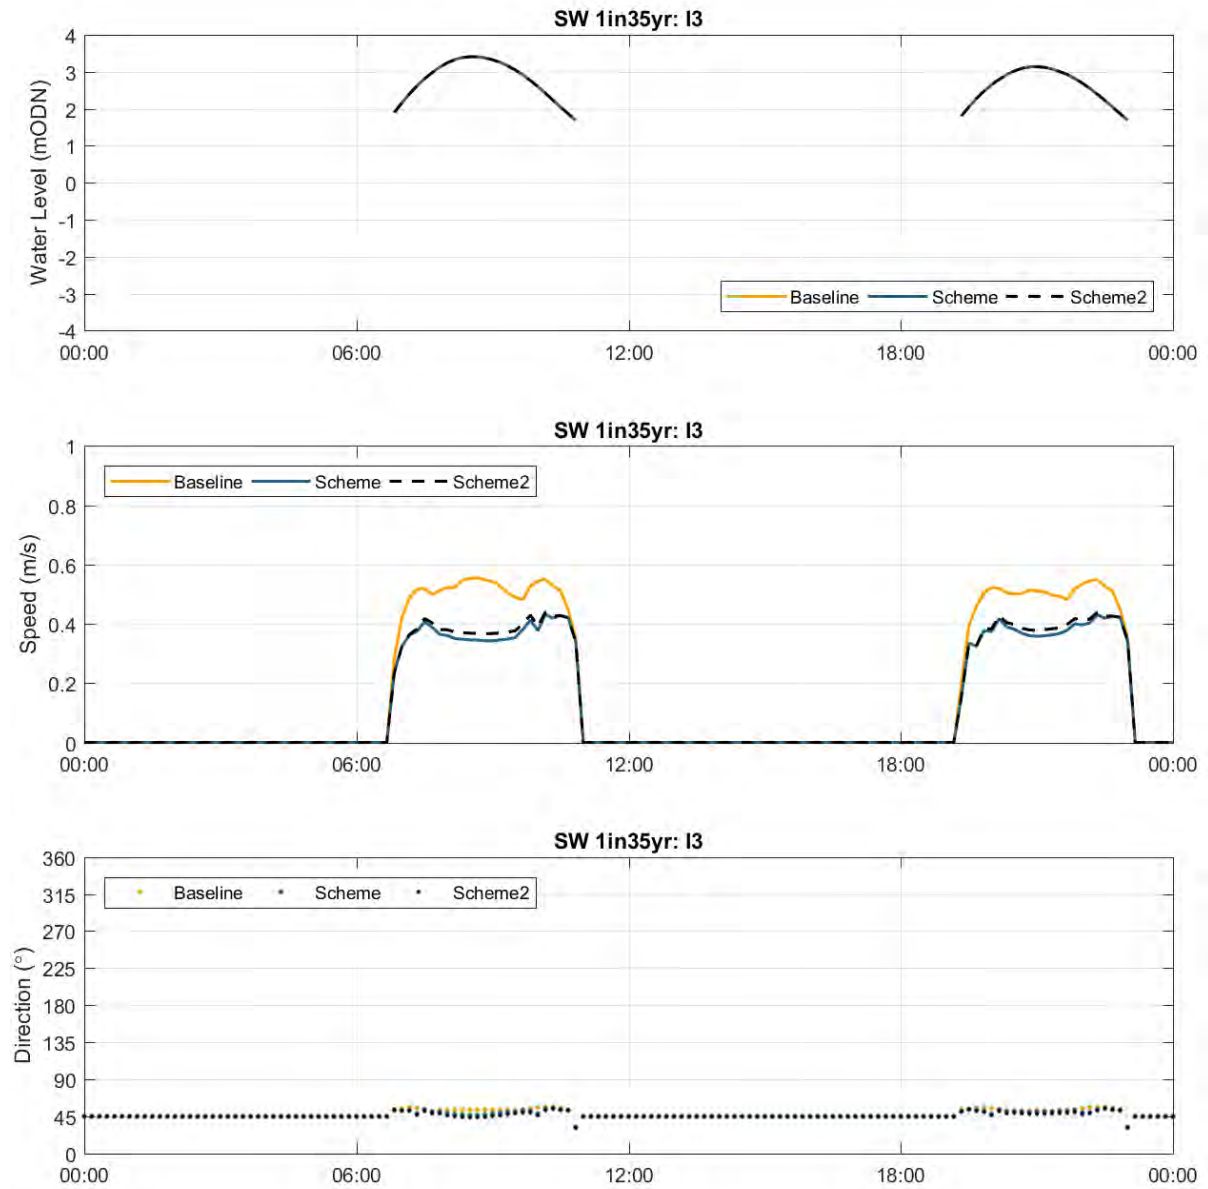 SW 1in35yr: I3
4
3
2
1
0
-1
-2
-3
-4
Water Level (mODN)
Baseline Scheme Scheme2
00:00 06:00 12:00 18:00 00:00
SW 1in35yr: I3
1
0.8
0.6
0.4
0.2
0
Speed (m/s)
Baseline Scheme Scheme2
00:00 06:00 12:00 18:00 00:00
SW 1in35yr: I3
360
315
270
225
180
135
90
45
0
Direction (°)
Baseline Scheme Scheme2
00:00 06:00 12:00 18:00 00:00